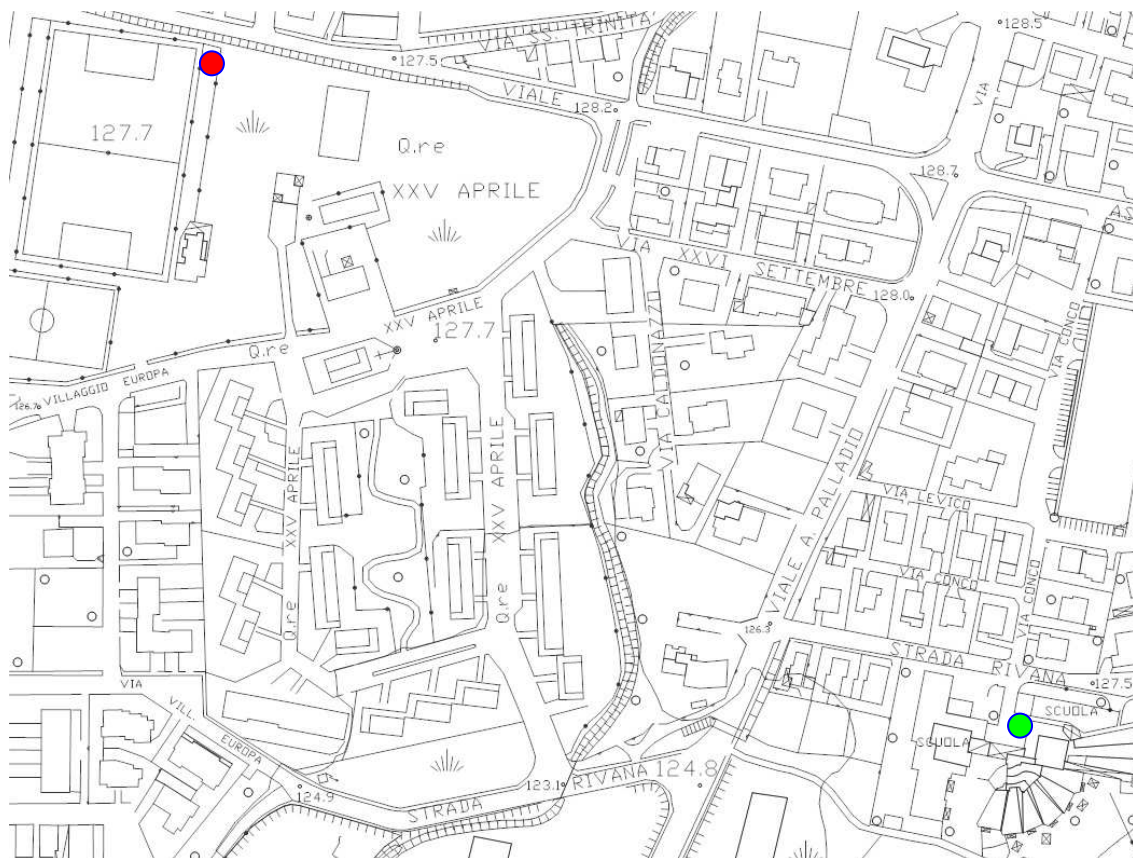 128.5
VIA SS. TRINITA'
127.5
VIA
VIALE
128.2
127.7
Q.re
128.7
XXV APRILE
AS
VIA XXVI SETTEMBRE
128.0
XXV APRILE
127.7
VIA CALDONAZZO
VIA CONCO
Q.re
VILLAGGIO EUROPA
126.7
VIALE A. PALLADIO
XXV APRILE
XXV APRILE
VIA LEVICO
VIA CONCO
VIA CONCO
Q.re
Q.re
126.3
STRADA RIVANA
127.5
VIA
VILL.
EUROPA
SCUOLA
SCUOLA
124.8
124.9
123.1
STRADA RIVANA